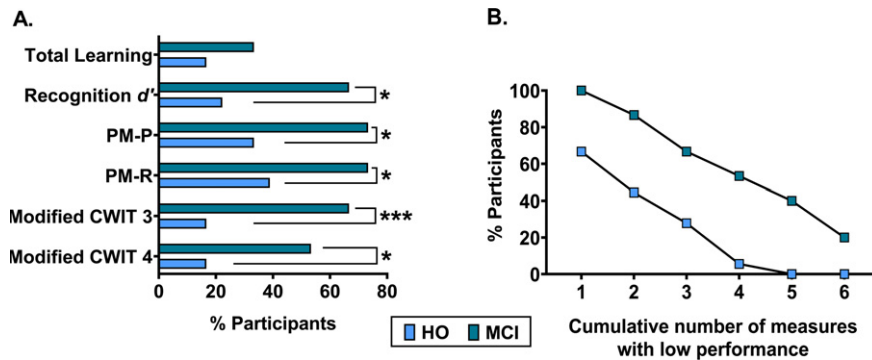 A.
Total Learning
Recognition d'
*
PM-P
*
PM-R
*
Modified CWIT 3
***
Modified CWIT 4
*
0 20 40 60 80
% Participants
HO MCI
B.
% Participants
100
80
60
40
20
0
1 2 3 4 5 6
Cumulative number of measures
with low performance